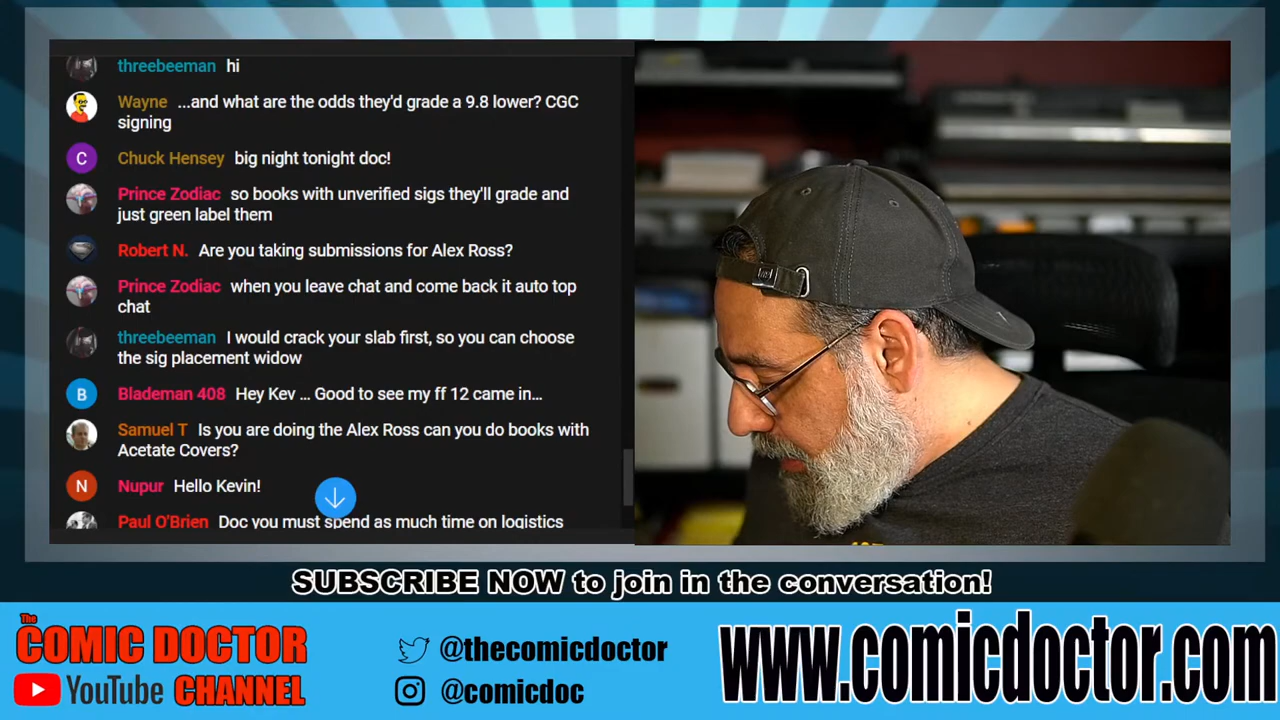 threebeeman hi
Wayne ...and what are the odds they'd grade a 9.8 lower? CGC
signing
C Chuck Hensey big night tonight doc!
Prince Zodiac so books with unverified sigs they'll grade and
just green label them
Robert N. Are you taking submissions for Alex Ross?
Prince Zodiac when you leave chat and come back it auto top
chat
threebeeman I would crack your slab first, so you can choose
the sig placement widow
B Blademan 408 Hey Kev ... Good to see my ff 12 came in...
Samuel T Is you are doing the Alex Ross can you do books with
Acetate Covers?
N Nupur Hello Kevin!
Paul O'Brien Doc you must spend as much time on logistics
SUBSCRIBE NOW to join in the conversation!
The
COMIC DOCTOR
YouTube CHANNEL
@thecomicdoctor
@comicdoc
www.comicdoctor.com